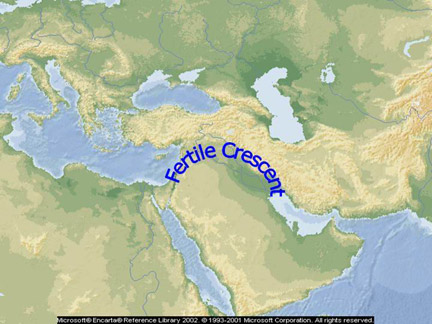 Fertile Crescent
Microsoft® Encarta® Reference Library 2002. © 1993-2001 Microsoft Corporation. All rights reserved.